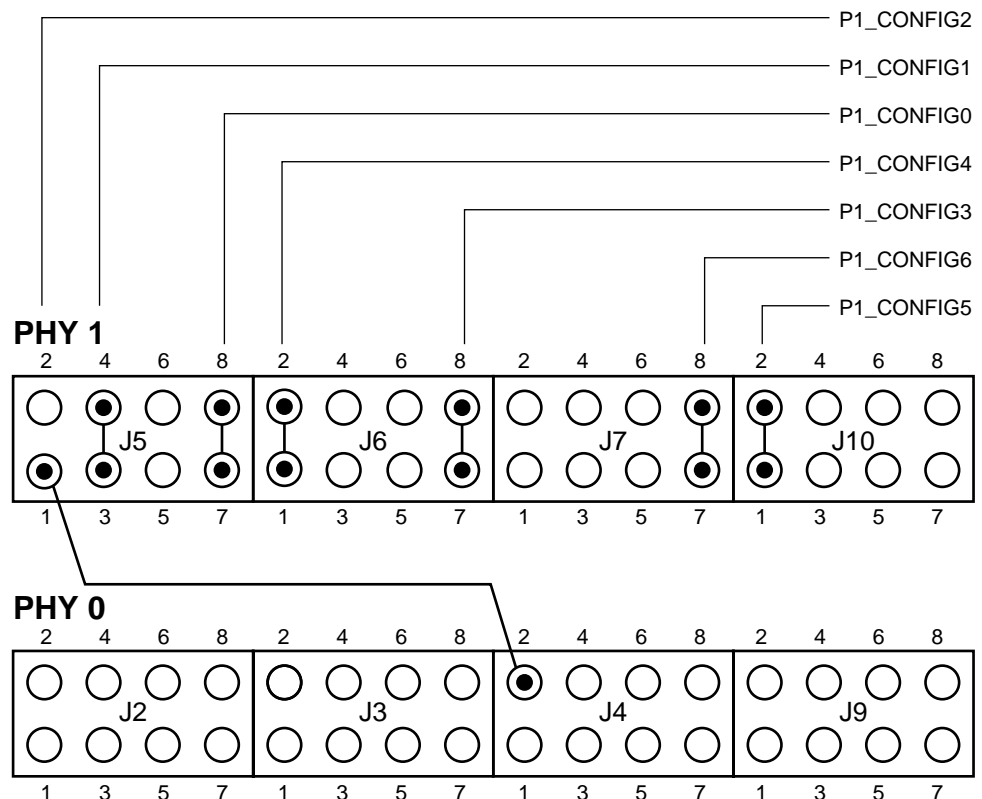 P1_CONFIG2
P1_CONFIG1
P1_CONFIG0
P1_CONFIG4
P1_CONFIG3
P1_CONFIG6
P1_CONFIG5
PHY 1
2 4 6 8 2 4 6 8 2 4 6 8 2 4 6 8
J5 J6 J7 J10
1 3 5 7 1 3 5 7 1 3 5 7 1 3 5 7
PHY 0
2 4 6 8 2 4 6 8 2 4 6 8 2 4 6 8
J2 J3 J4 J9
1 3 5 7 1 3 5 7 1 3 5 7 1 3 5 7